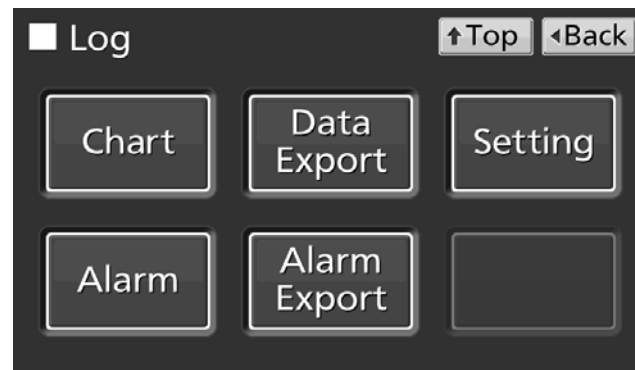 Log
↑Top
◂Back
Chart
Data
Export
Setting
Alarm
Alarm
Export